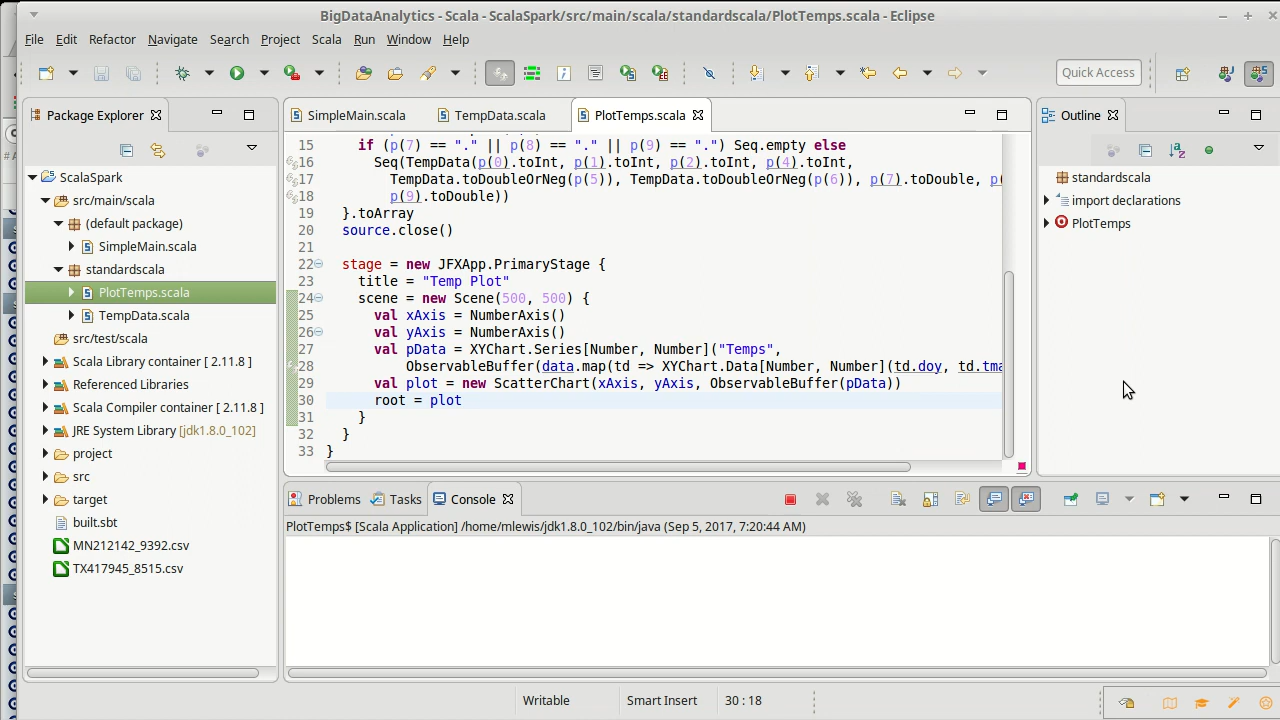 BigDataAnalytics - Scala - ScalaSpark/src/main/scala/standardscala/PlotTemps.scala - Eclipse
File Edit Refactor Navigate Search Project Scala Run Window Help
Quick Access
Package Explorer
ScalaSpark
src/main/scala
(default package)
SimpleMain.scala
standardscala
PlotTemps.scala
TempData.scala
src/test/scala
Scala Library container [ 2.11.8 ]
Referenced Libraries
Scala Compiler container [ 2.11.8 ]
JRE System Library [jdk1.8.0_102]
project
src
target
built.sbt
MN212142_9392.csv
TX417945_8515.csv
SimpleMain.scala TempData.scala PlotTemps.scala
15 if (p(7) == "." || p(8) == "." || p(9) == ".") Seq.empty else
16 Seq(TempData(p(0).toInt, p(1).toInt, p(2).toInt, p(4).toInt,
17 TempData.toDoubleOrNeg(p(5)), TempData.toDoubleOrNeg(p(6)), p(7).toDouble, p(
18 p(9).toDouble))
19 }.toArray
20 source.close()
21
22 stage = new JFXApp.PrimaryStage {
23 title = "Temp Plot"
24 scene = new Scene(500, 500) {
25 val xAxis = NumberAxis()
26 val yAxis = NumberAxis()
27 val pData = XYChart.Series[Number, Number]("Temps",
28 ObservableBuffer(data.map(td => XYChart.Data[Number, Number](td.doy, td.tma
29 val plot = new ScatterChart(xAxis, yAxis, ObservableBuffer(pData))
30 root = plot
31 }
32 }
33 }
Outline
standardscala
import declarations
PlotTemps
Problems Tasks Console
PlotTemps$ [Scala Application] /home/mlewis/jdk1.8.0_102/bin/java (Sep 5, 2017, 7:20:44 AM)
Writable Smart Insert 30 : 18